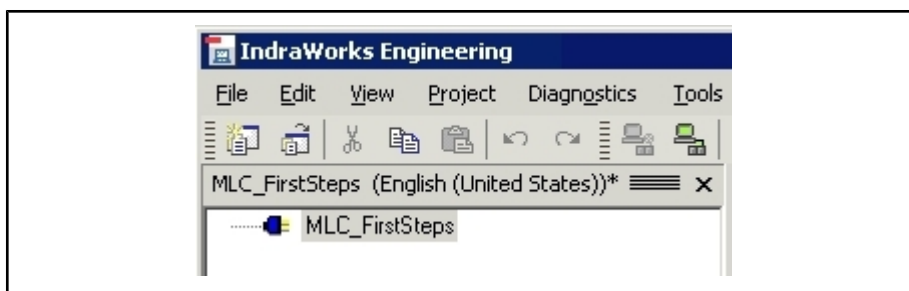 IndraWorks Engineering
File Edit View Project Diagnostics Tools
MLC_FirstSteps (English (United States))*
MLC_FirstSteps